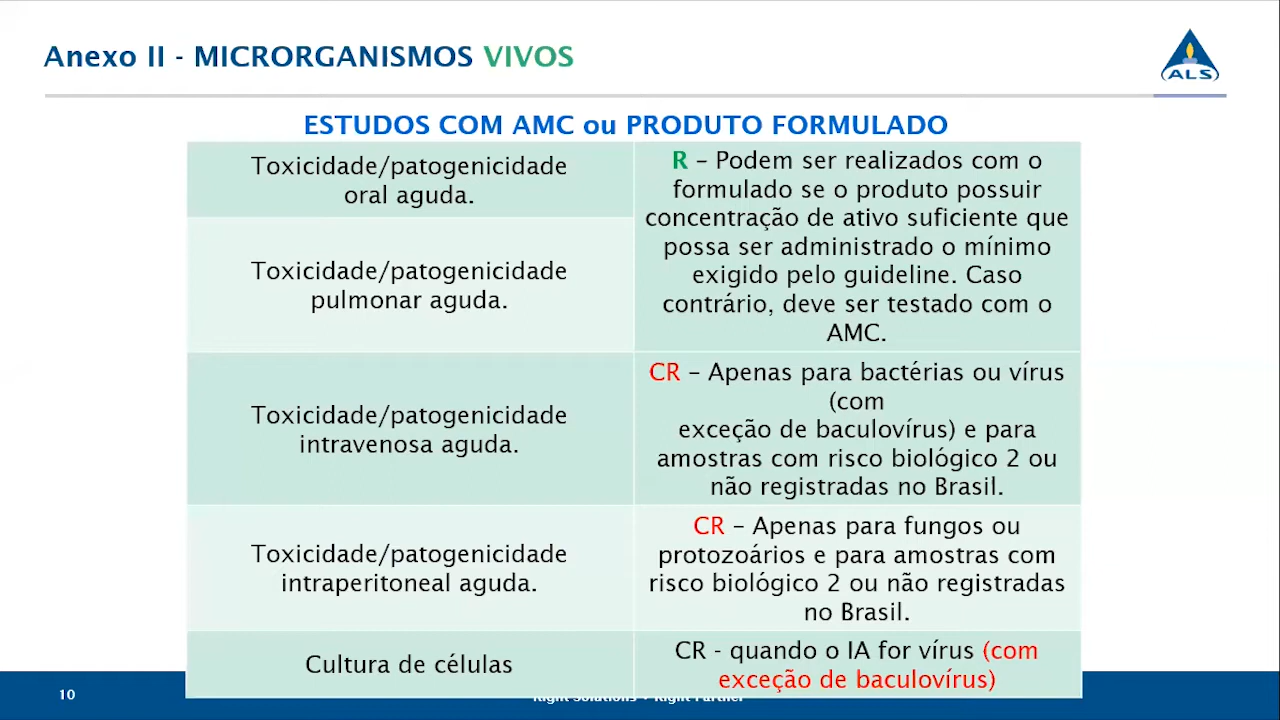 Anexo II - MICRORGANISMOS VIVOS
ALS
ESTUDOS COM AMC ou PRODUTO FORMULADO
Toxicidade/patogenicidade
oral aguda.
R – Podem ser realizados com o
formulado se o produto possuir
concentração de ativo suficiente que
possa ser administrado o mínimo
exigido pelo guideline. Caso
contrário, deve ser testado com o
AMC.
Toxicidade/patogenicidade
pulmonar aguda.
Toxicidade/patogenicidade
intravenosa aguda.
CR – Apenas para bactérias ou vírus
(com
exceção de baculovírus) e para
amostras com risco biológico 2 ou
não registradas no Brasil.
Toxicidade/patogenicidade
intraperitoneal aguda.
CR – Apenas para fungos ou
protozoários e para amostras com
risco biológico 2 ou não registradas
no Brasil.
Cultura de células
CR - quando o IA for vírus (com
exceção de baculovírus)
10
Right Solutions • Right Partner